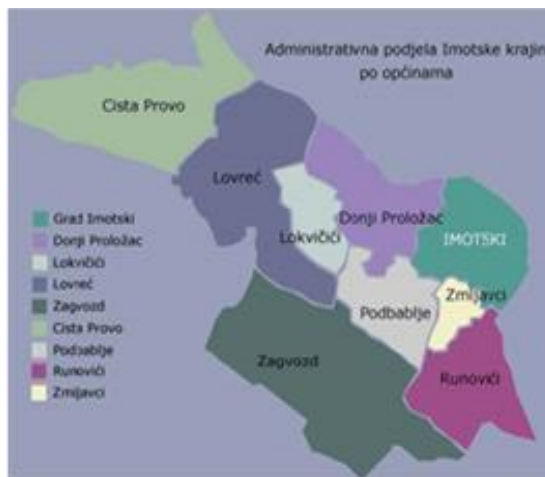 Administrativna podjela Imotske krajin
po općinama
Cista Provo
Lovreć
Donji Proložac
Lokvičići
IMOTSKI
Zmijavci
Podbablje
Zagvozd
Runovići
Grad Imotski
Donji Proložac
Lokvičići
Lovreć
Zagvozd
Cista Provo
Podbablje
Runovići
Zmijavci